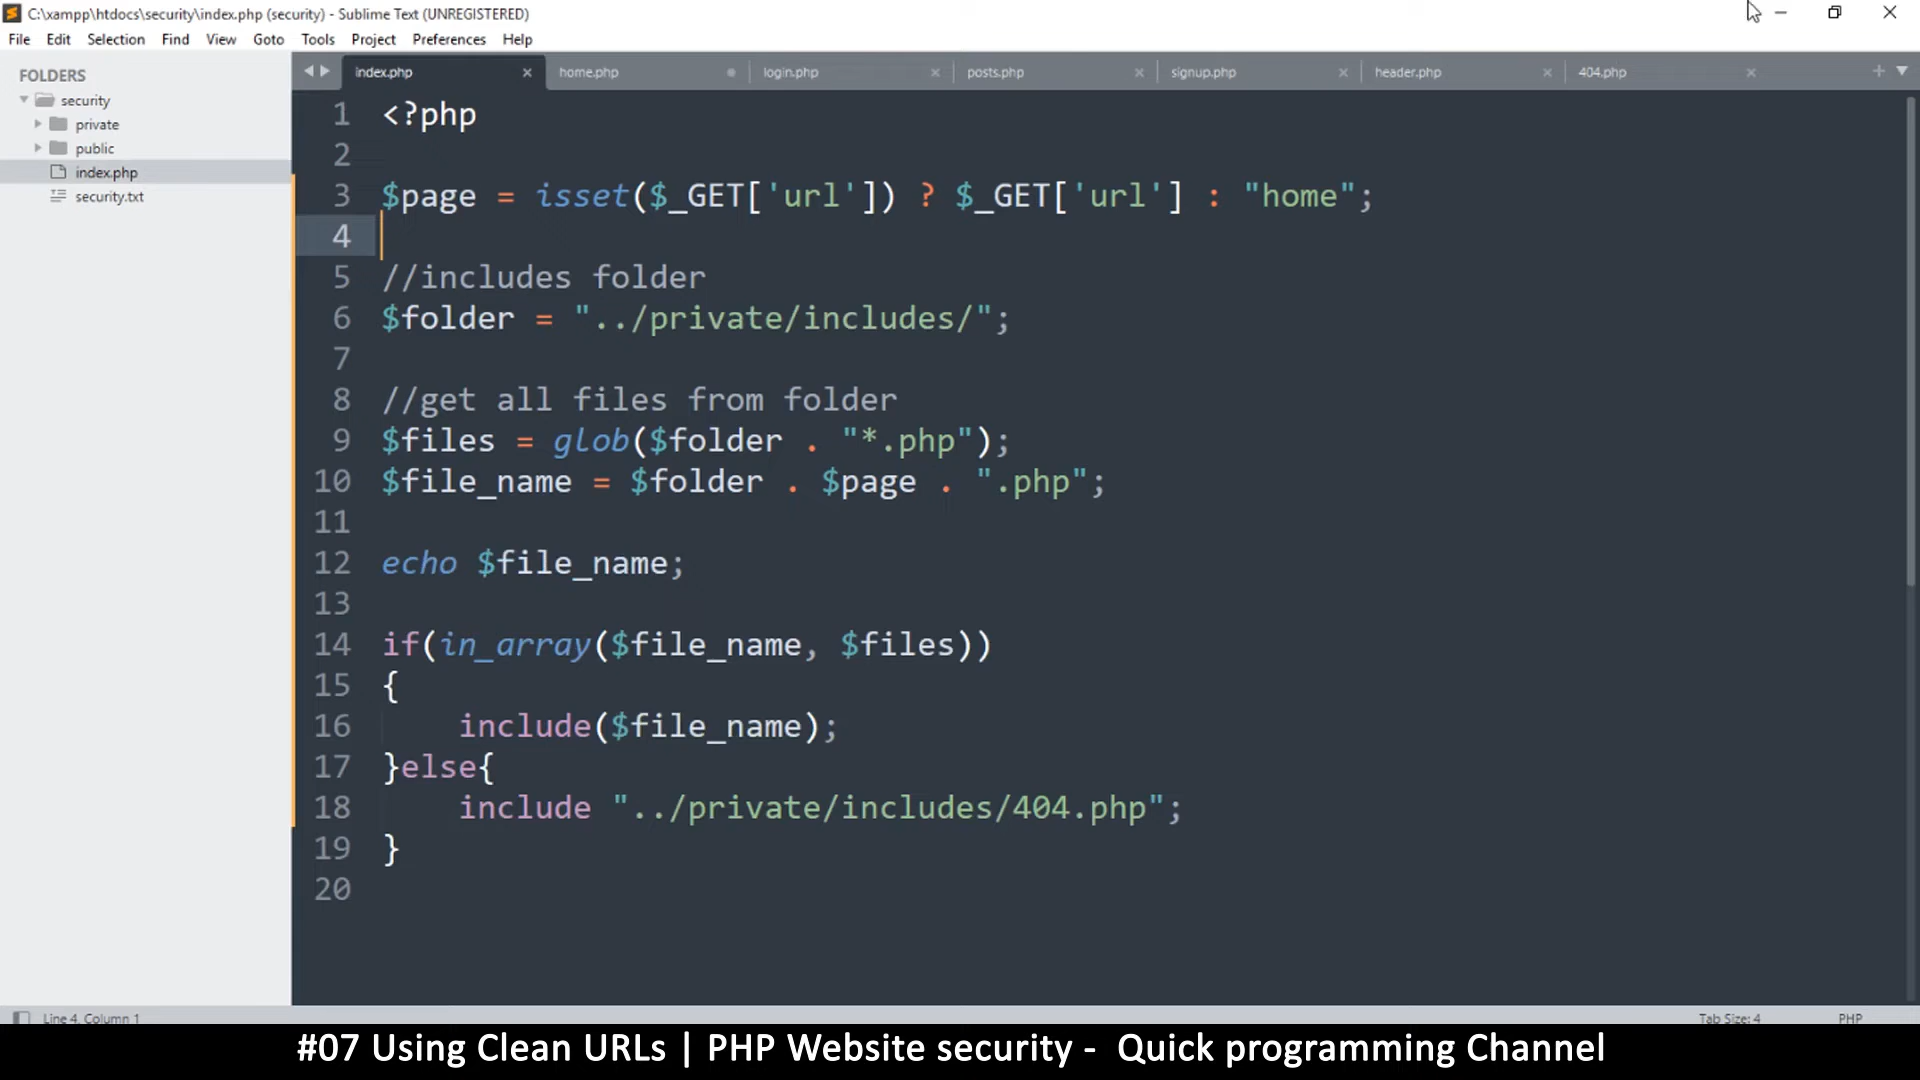 C:\xampp\htdocs\security\index.php (security) - Sublime Text (UNREGISTERED)
File Edit Selection Find View Goto Tools Project Preferences Help
FOLDERS
security
private
public
index.php
security.txt
index.php home.php login.php posts.php signup.php header.php 404.php
1 <?php
2
3 $page = isset($_GET['url']) ? $_GET['url'] : "home";
4
5 //includes folder
6 $folder = "../private/includes/";
7
8 //get all files from folder
9 $files = glob($folder . "*.php");
10 $file_name = $folder . $page . ".php";
11
12 echo $file_name;
13
14 if(in_array($file_name, $files))
15 {
16 include($file_name);
17 }else{
18 include "../private/includes/404.php";
19 }
20
Line 4, Column 1 Tab Size: 4 PHP
#07 Using Clean URLs | PHP Website security - Quick programming Channel